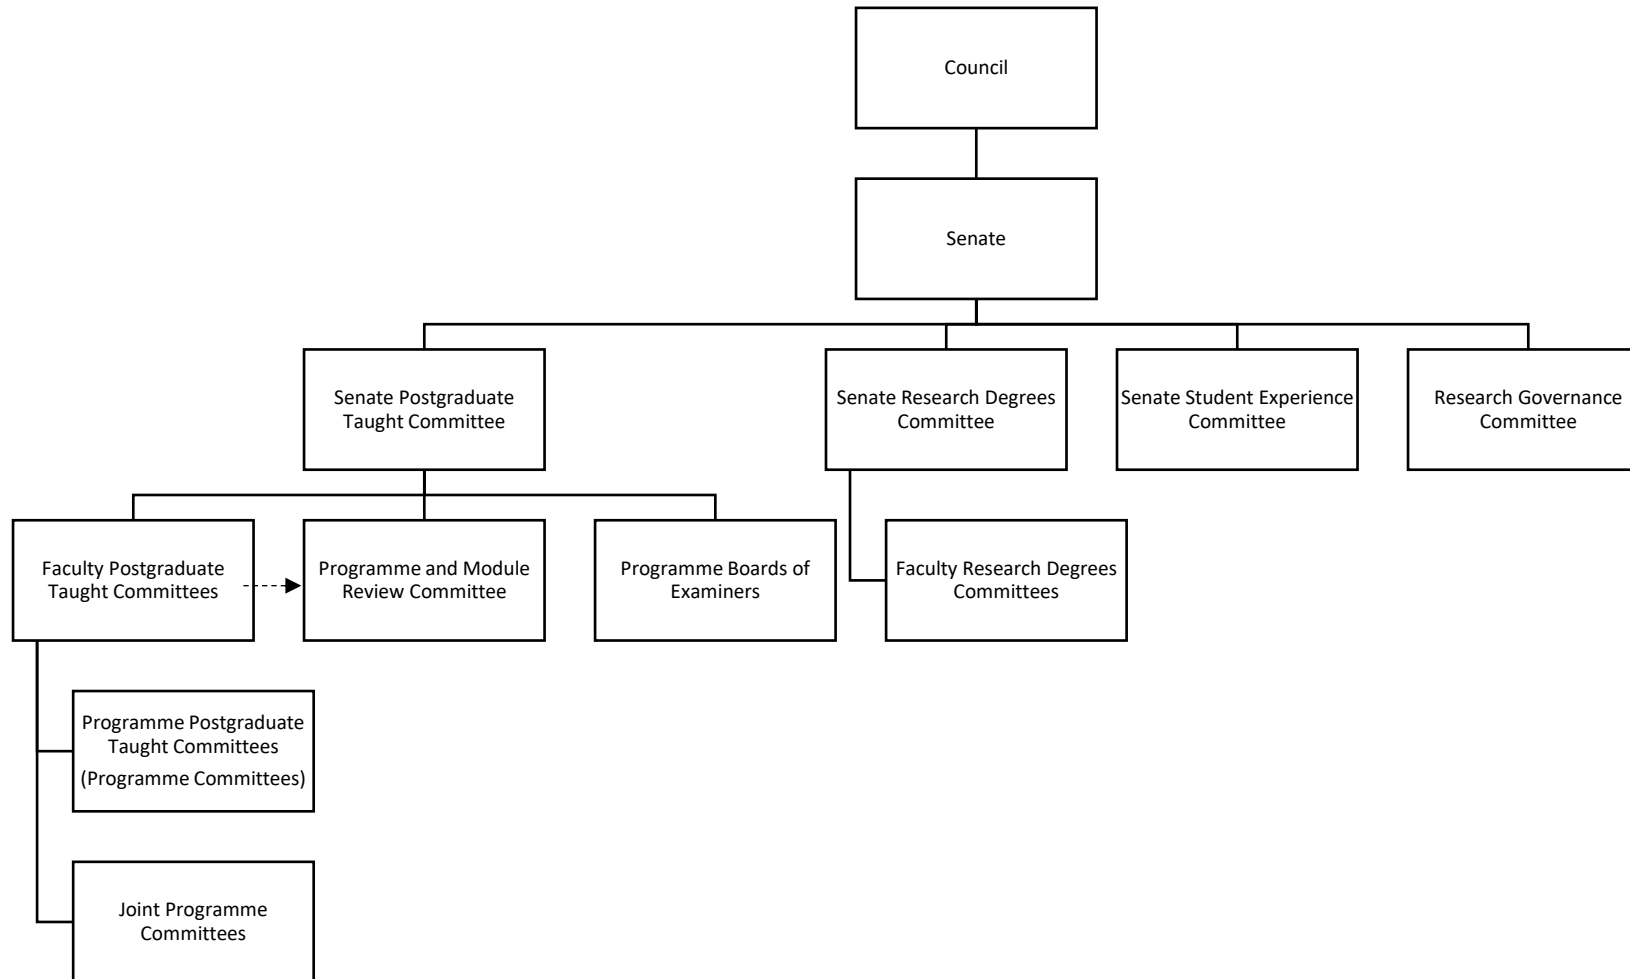 Council
Senate
Senate Postgraduate
Taught Committee
Senate Research Degrees
Committee
Senate Student Experience
Committee
Research Governance
Committee
Faculty Postgraduate
Taught Committees
Programme and Module
Review Committee
Programme Boards of
Examiners
Faculty Research Degrees
Committees
Programme Postgraduate
Taught Committees
(Programme Committees)
Joint Programme
Committees